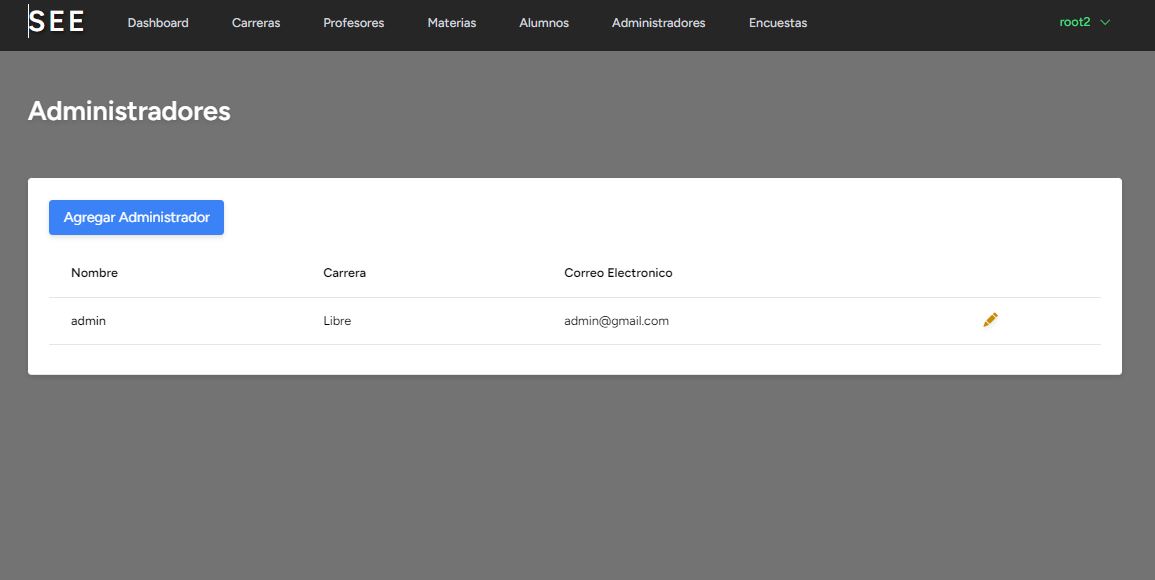 SEE Dashboard Carreras Profesores Materias Alumnos Administradores Encuestas root2
Administradores
Agregar Administrador
Nombre Carrera Correo Electronico
admin Libre admin@gmail.com